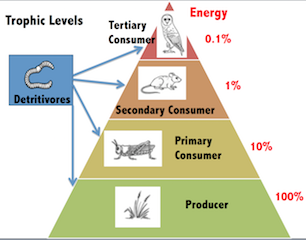 Trophic Levels
Energy
Tertiary
Consumer
0.1%
Detritivores
1%
Secondary Consumer
Primary
Consumer
10%
100%
Producer